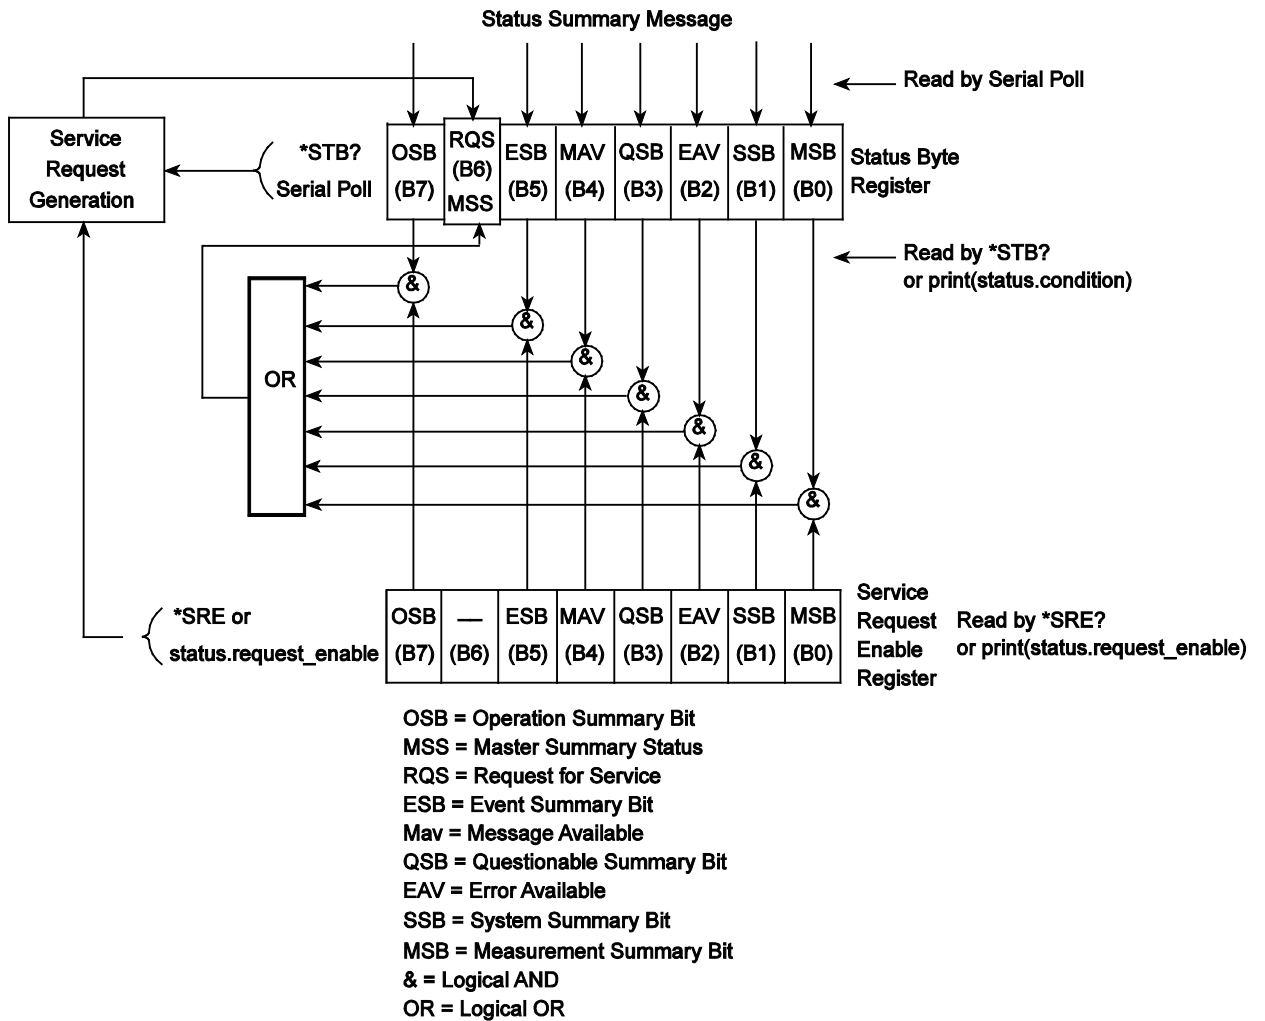 Status Summary Message
Read by Serial Poll
Service
Request
Generation
*STB?
Serial Poll
OSB
(B7)
RQS
(B6)
MSS
ESB
(B5)
MAV
(B4)
QSB
(B3)
EAV
(B2)
SSB
(B1)
MSB
(B0)
Status Byte
Register
Read by *STB?
or print(status.condition)
OR
&
&
&
&
&
&
&
*SRE or
status.request_enable
OSB
(B7)
—
(B6)
ESB
(B5)
MAV
(B4)
QSB
(B3)
EAV
(B2)
SSB
(B1)
MSB
(B0)
Service
Request
Enable
Register
Read by *SRE?
or print(status.request_enable)
OSB = Operation Summary Bit
MSS = Master Summary Status
RQS = Request for Service
ESB = Event Summary Bit
Mav = Message Available
QSB = Questionable Summary Bit
EAV = Error Available
SSB = System Summary Bit
MSB = Measurement Summary Bit
& = Logical AND
OR = Logical OR